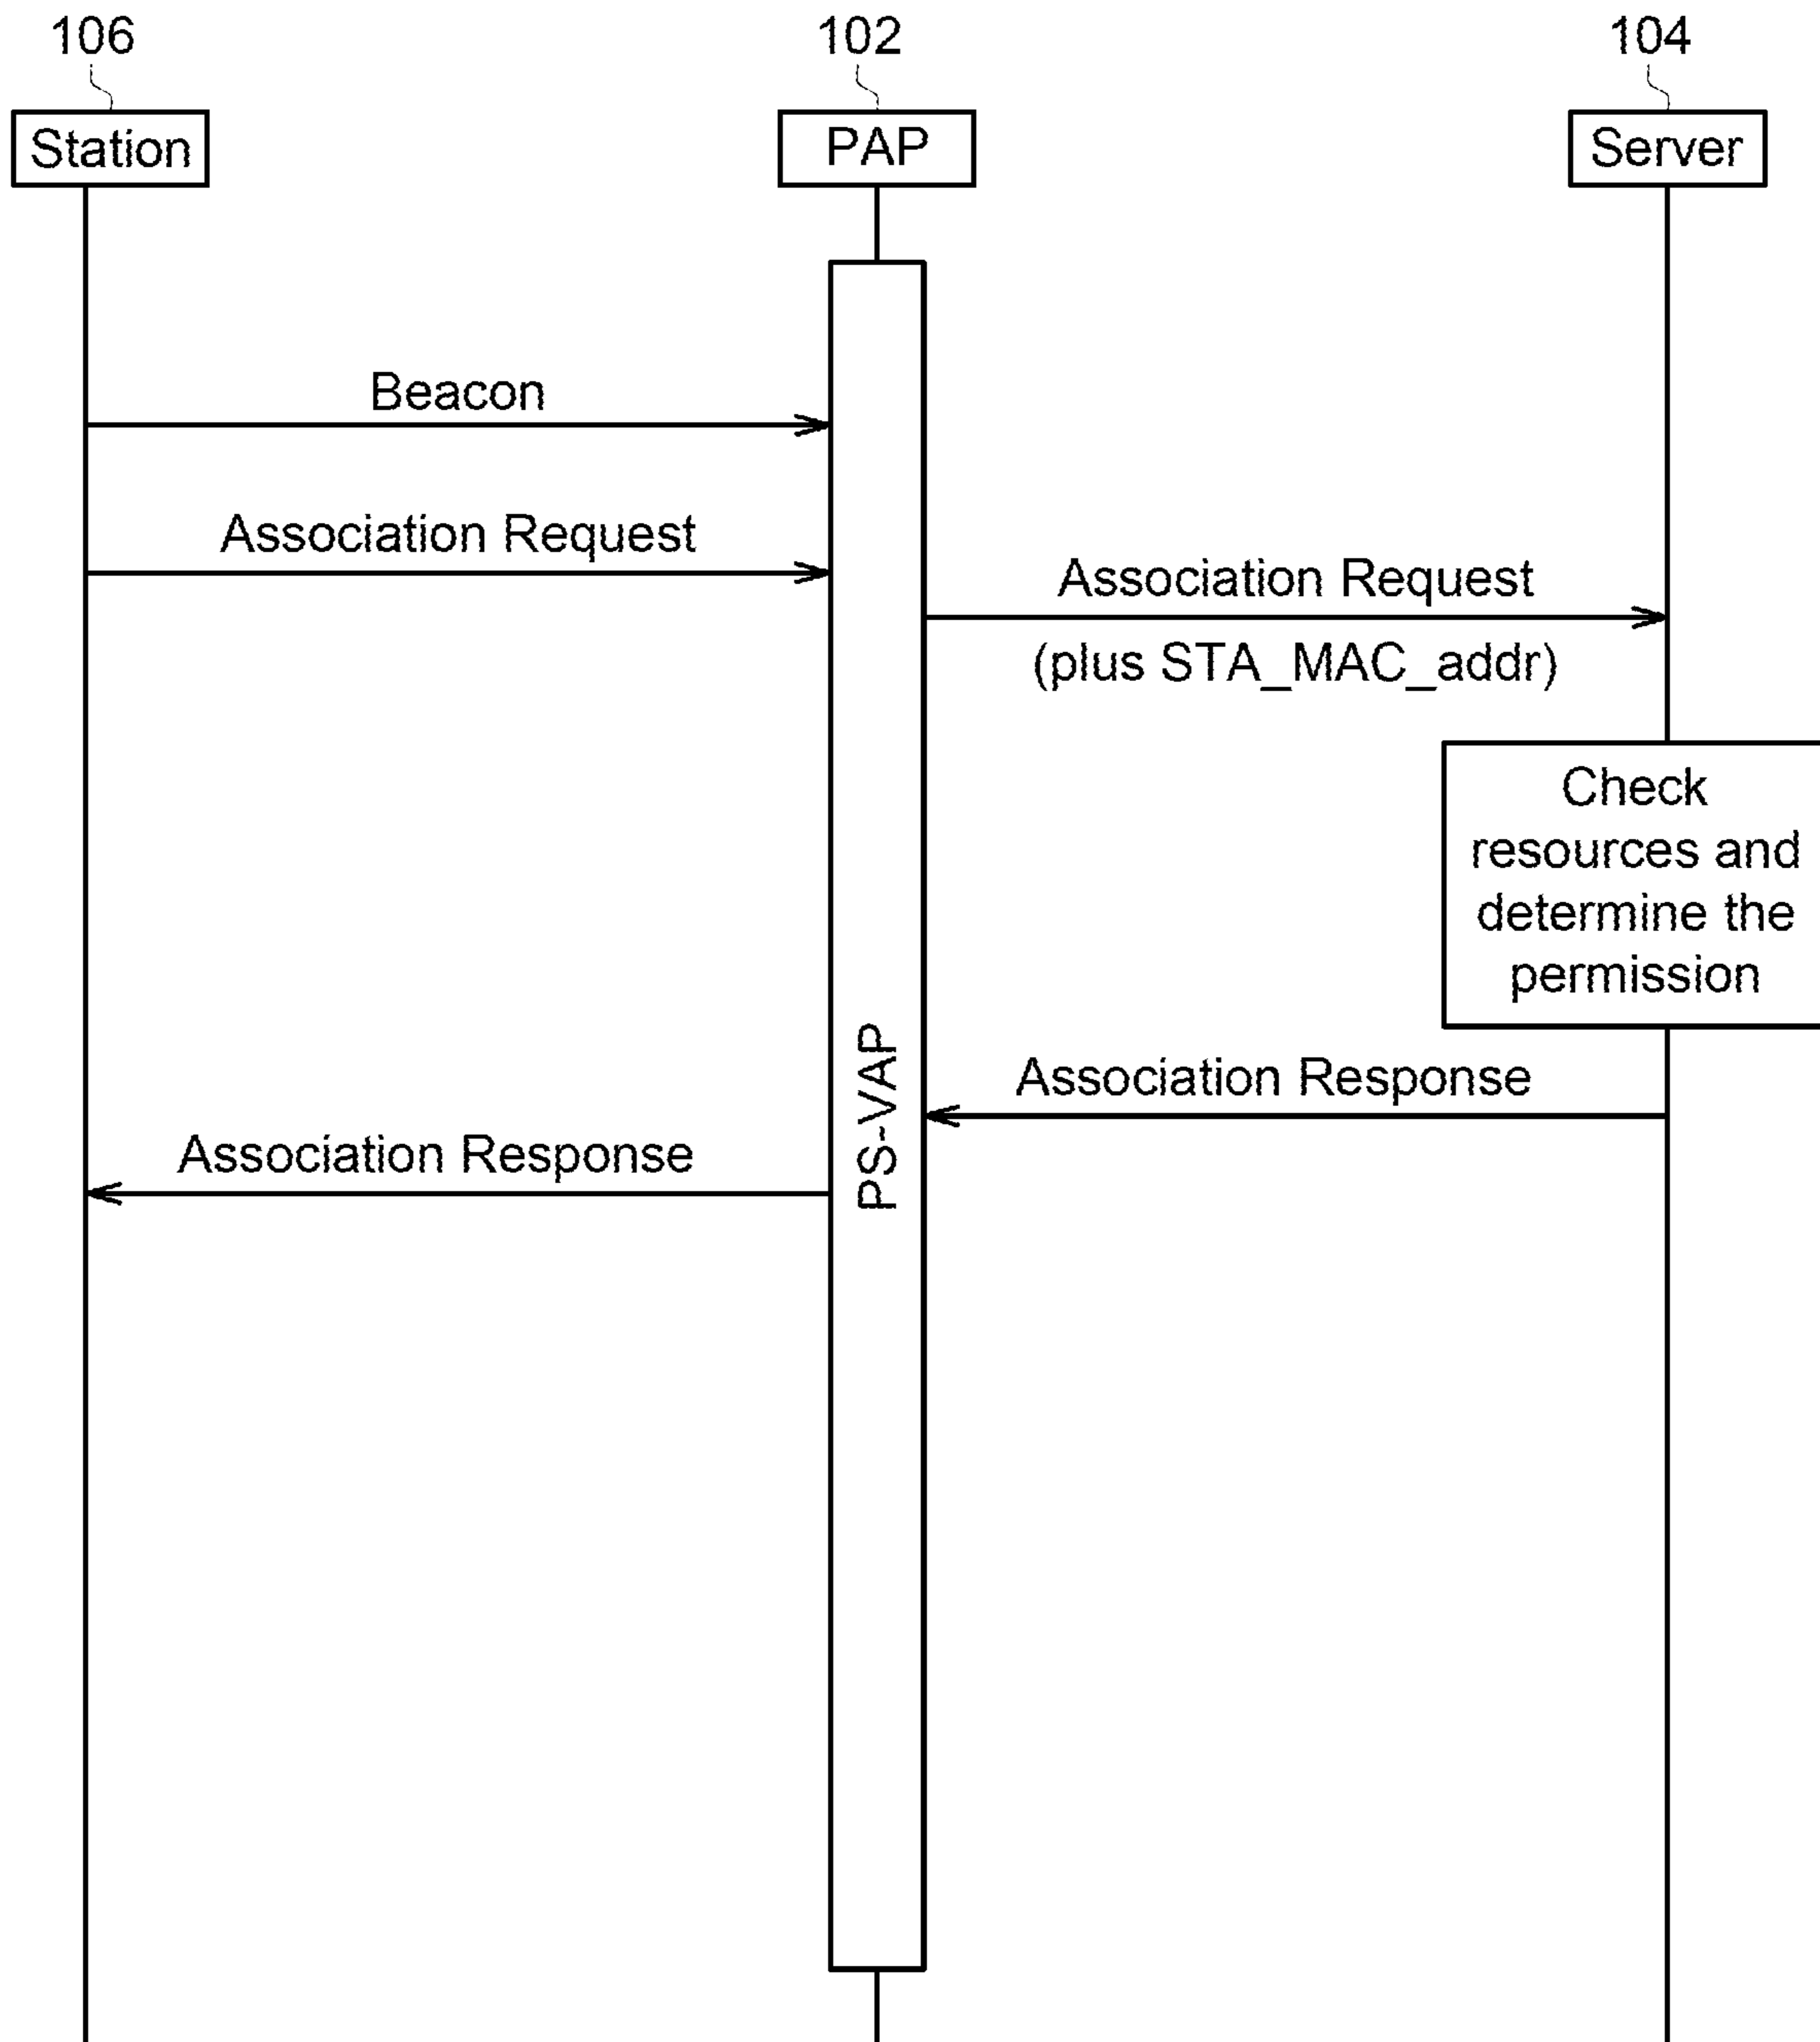 106
102
104
Station
PAP
Server
Beacon
Association Request
Association Request
(plus STA_MAC_addr)
Check
resources and
determine the
permission
PS-VAP
Association Response
Association Response